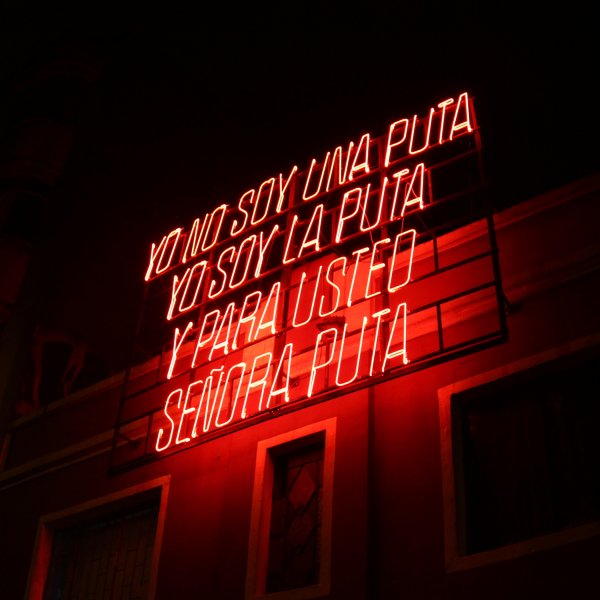 YO NO SOY UNA PUTA
YO SOY LA PUTA
Y PARA USTED
SEÑORA PUTA